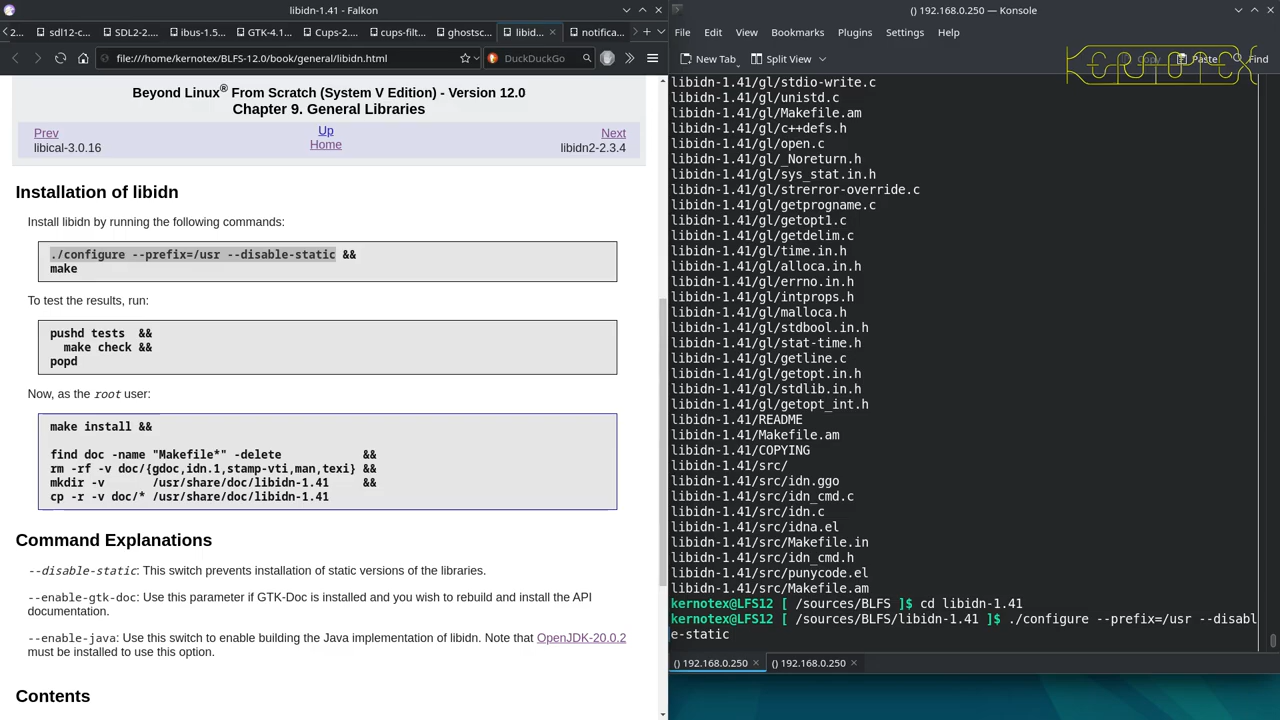 libidn-1.41 / - Falkon
2...
sdl12-c...
SDL2-2....
ibus-1.5...
GTK-4.1...
Cups-2....
cups-filt...
ghostsc...
libid...
notifica...
file:///home/kernotex/BLFS-12.0/book/general/libidn.html
DuckDuckGo
Beyond Linux® From Scratch (System V Edition) - Version 12.0
Chapter 9. General Libraries
Prev
Up
Next
libical-3.0.16
Home
libidn2-2.3.4
Installation of libidn
Install libidn by running the following commands:
./configure --prefix=/usr --disable-static &&
make
To test the results, run:
pushd tests  &&
make check &&
popd
Now, as the root user:
make install &&
find doc -name "Makefile*" -delete            &&
rm -rf -v doc/{gdoc,idn.1,stamp-vti,man,texi} &&
mkdir -v       /usr/share/doc/libidn-1.41     &&
cp -r -v doc/* /usr/share/doc/libidn-1.41
Command Explanations
--disable-static: This switch prevents installation of static versions of the libraries.
--enable-gtk-doc: Use this parameter if GTK-Doc is installed and you wish to rebuild and install the API
documentation.
--enable-java: Use this switch to enable building the Java implementation of libidn. Note that OpenJDK-20.0.2
must be installed to use this option.
Contents
() 192.168.0.250 — Konsole
File Edit View Bookmarks Plugins Settings Help
New Tab
Split View
Copy
Paste
Find
KERNOTEX
libidn-1.41/gl/stdio-write.c
libidn-1.41/gl/unistd.c
libidn-1.41/gl/Makefile.am
libidn-1.41/gl/c++defs.h
libidn-1.41/gl/open.c
libidn-1.41/gl/_Noreturn.h
libidn-1.41/gl/sys_stat.in.h
libidn-1.41/gl/strerror-override.c
libidn-1.41/gl/getprogname.c
libidn-1.41/gl/getopt1.c
libidn-1.41/gl/getdelim.c
libidn-1.41/gl/time.in.h
libidn-1.41/gl/alloca.in.h
libidn-1.41/gl/errno.in.h
libidn-1.41/gl/intprops.h
libidn-1.41/gl/malloca.h
libidn-1.41/gl/stdbool.in.h
libidn-1.41/gl/stat-time.h
libidn-1.41/gl/getline.c
libidn-1.41/gl/getopt.in.h
libidn-1.41/gl/stdlib.in.h
libidn-1.41/gl/getopt_int.h
libidn-1.41/README
libidn-1.41/Makefile.am
libidn-1.41/COPYING
libidn-1.41/src/
libidn-1.41/src/idn.ggo
libidn-1.41/src/idn_cmd.c
libidn-1.41/src/idn.c
libidn-1.41/src/idna.el
libidn-1.41/src/Makefile.in
libidn-1.41/src/idn_cmd.h
libidn-1.41/src/punycode.el
libidn-1.41/src/Makefile.am
kernotex@LFS12 [ /sources/BLFS ]$ cd libidn-1.41
kernotex@LFS12 [ /sources/BLFS/libidn-1.41 ]$ ./configure --prefix=/usr --disabl
e-static
() 192.168.0.250
() 192.168.0.250